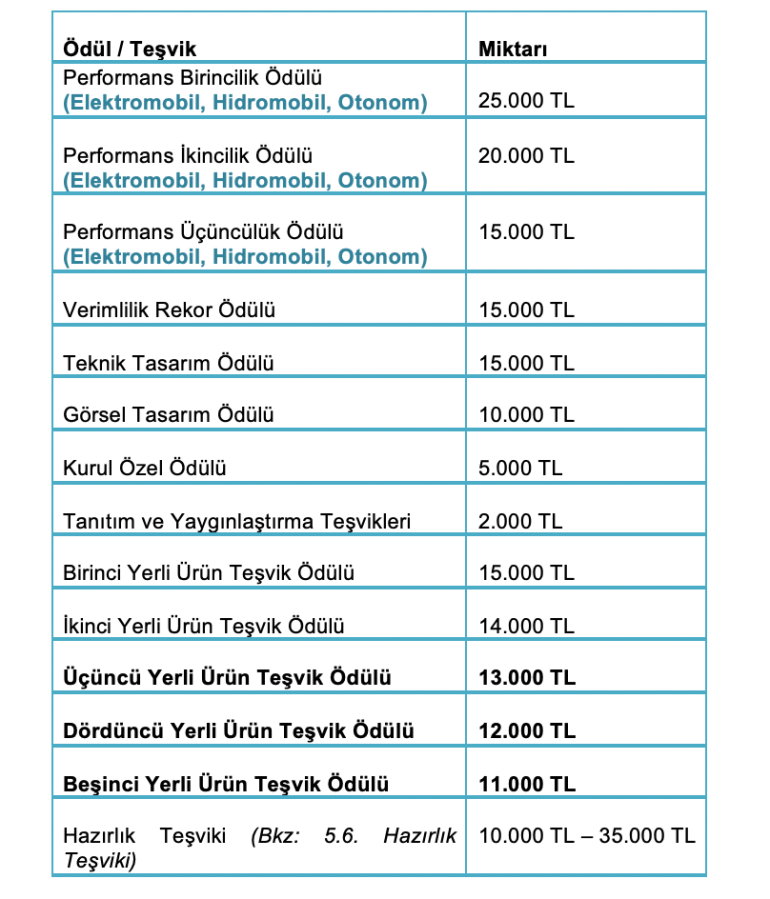 Ödül / Teşvik Miktarı
Performans Birincilik Ödülü
(Elektromobil, Hidromobil, Otonom) 25.000 TL
Performans İkincilik Ödülü 20.000 TL
(Elektromobil, Hidromobil, Otonom)
Performans Üçüncülük Ödülü 15.000 TL
(Elektromobil, Hidromobil, Otonom)
Verimlilik Rekor Ödülü 15.000 TL
Teknik Tasarım Ödülü 15.000 TL
Görsel Tasarım Ödülü 10.000 TL
Kurul Özel Ödülü 5.000 TL
Tanıtım ve Yaygınlaştırma Teşvikleri 2.000 TL
Birinci Yerli Ürün Teşvik Ödülü 15.000 TL
İkinci Yerli Ürün Teşvik Ödülü 14.000 TL
Üçüncü Yerli Ürün Teşvik Ödülü 13.000 TL
Dördüncü Yerli Ürün Teşvik Ödülü 12.000 TL
Beşinci Yerli Ürün Teşvik Ödülü 11.000 TL
Hazırlık Teşviki (Bkz: 5.6. Hazırlık 10.000 TL – 35.000 TL
Teşviki)